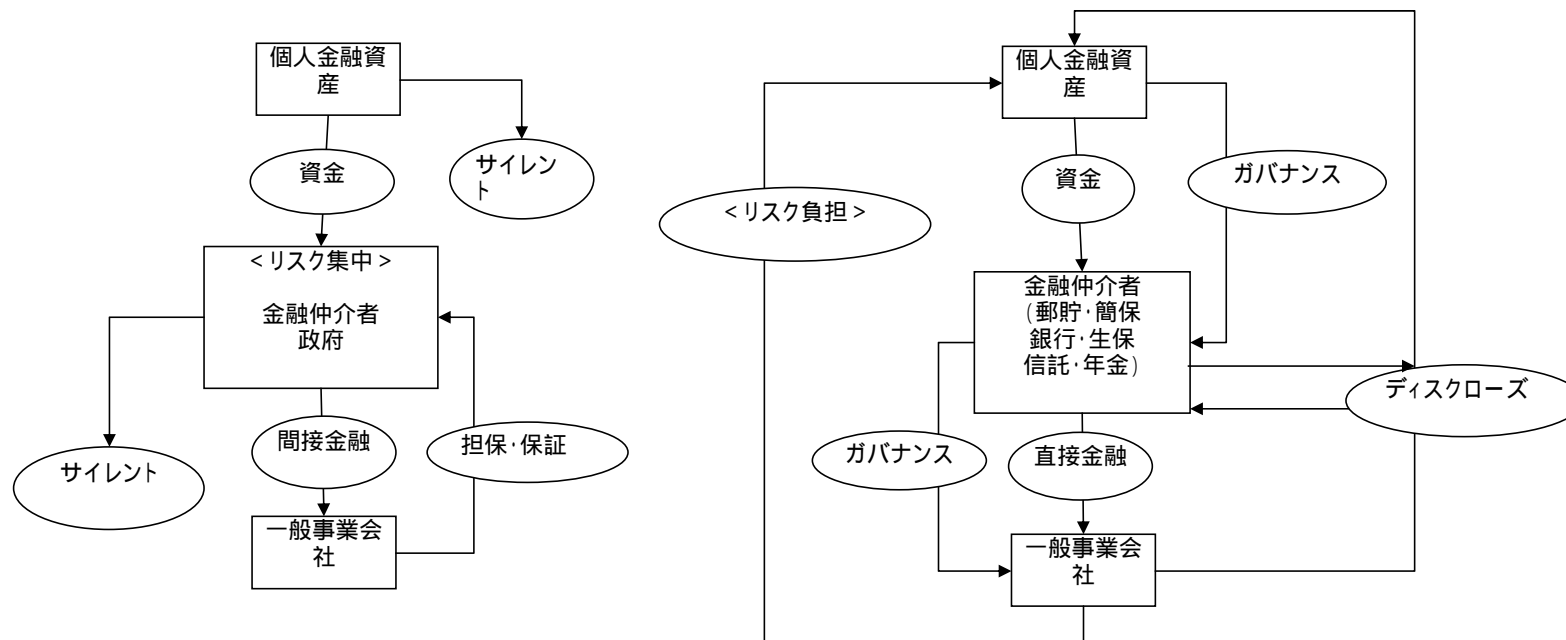 個人金融資
産
サイレン
ト
資金
＜リスク集中＞
金融仲介者
政府
サイレント
間接金融
担保・保証
一般事業会
社
個人金融資
産
資金
ガバナンス
＜リスク負担＞
金融仲介者
(郵貯・簡保
銀行・生保
信託・年金)
ディスクローズ
ガバナンス
直接金融
一般事業会
社